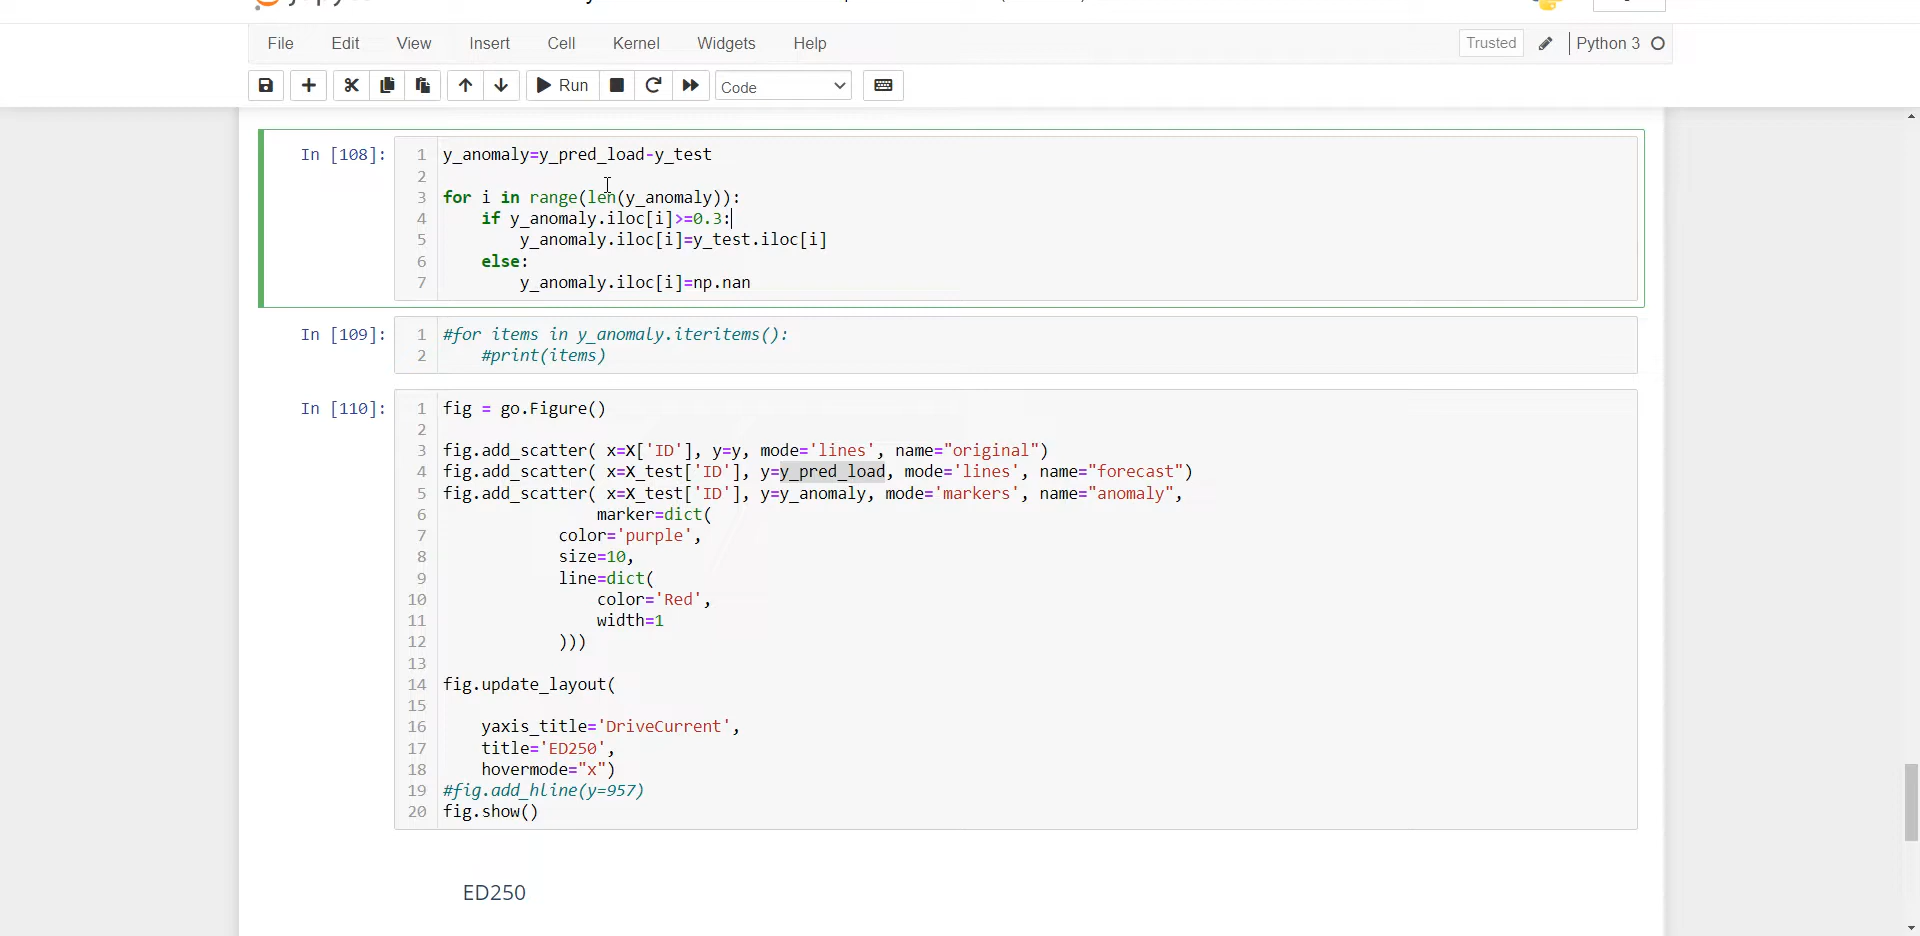 File Edit View Insert Cell Kernel Widgets Help Trusted Python 3
Run Code
In [108]:
1 y_anomaly=y_pred_load-y_test
2
3 for i in range(len(y_anomaly)):
4 if y_anomaly.iloc[i]>=0.3:
5 y_anomaly.iloc[i]=y_test.iloc[i]
6 else:
7 y_anomaly.iloc[i]=np.nan
In [109]:
1 #for items in y_anomaly.iteritems():
2 #print(items)
In [110]:
1 fig = go.Figure()
2
3 fig.add_scatter( x=X['ID'], y=y, mode='lines', name="original")
4 fig.add_scatter( x=X_test['ID'], y=y_pred_load, mode='lines', name="forecast")
5 fig.add_scatter( x=X_test['ID'], y=y_anomaly, mode='markers', name="anomaly",
6 marker=dict(
7 color='purple',
8 size=10,
9 line=dict(
10 color='Red',
11 width=1
12 )))
13
14 fig.update_layout(
15
16 yaxis_title='DriveCurrent',
17 title='ED250',
18 hovermode="x")
19 #fig.add_hline(y=957)
20 fig.show()
ED250